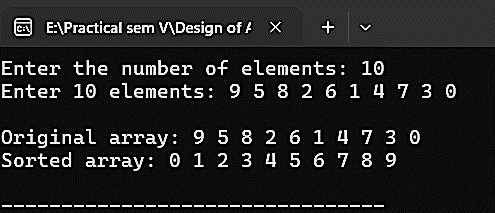 E:\Practical sem V\Design of A
Enter the number of elements: 10
Enter 10 elements: 9 5 8 2 6 1 4 7 3 0
Original array: 9 5 8 2 6 1 4 7 3 0
Sorted array: 0 1 2 3 4 5 6 7 8 9
--------------------------------